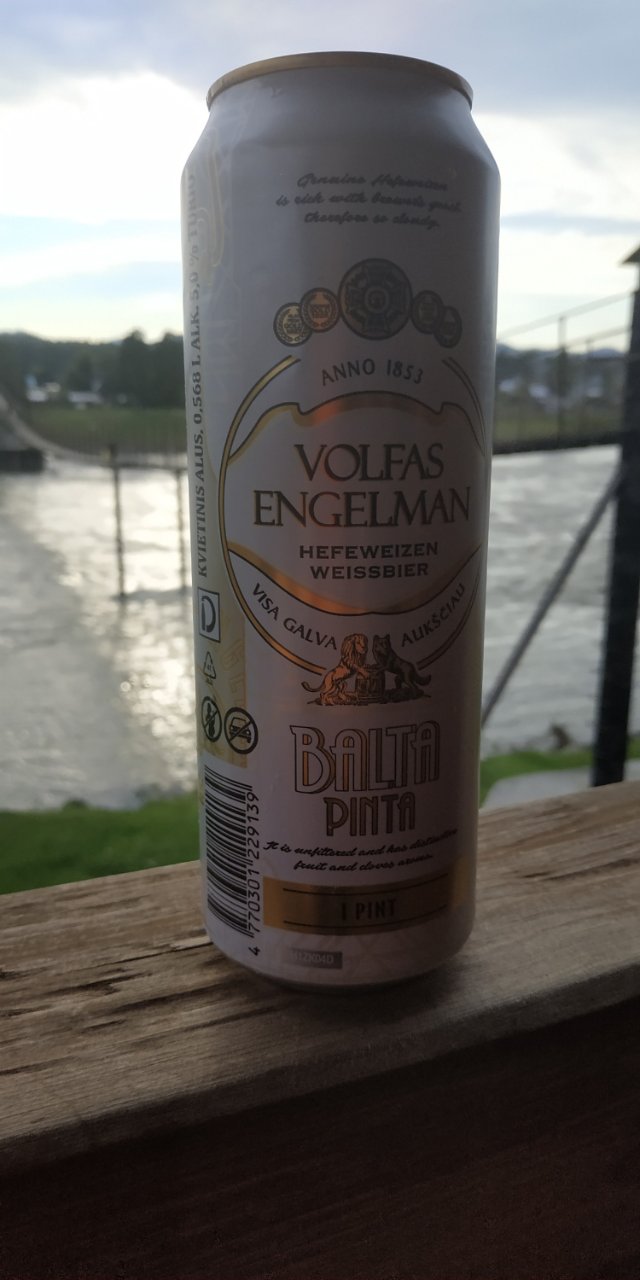 Genuine Hefeweizen
is rich with brewers yeast,
therefore so cloudy.
ANNO 1853
VOLFAS
ENGELMAN
HEFEWEIZEN
WEISSBIER
VISA GALVA AUKŠČIAU
BALTA
PINTA
It is unfiltered and has distinctive
fruit and cloves aroma.
1 PINT
KVIETINIS ALUS. 0,568 L ALK. 5,0 % TŪRIO
D
4 770301 229139